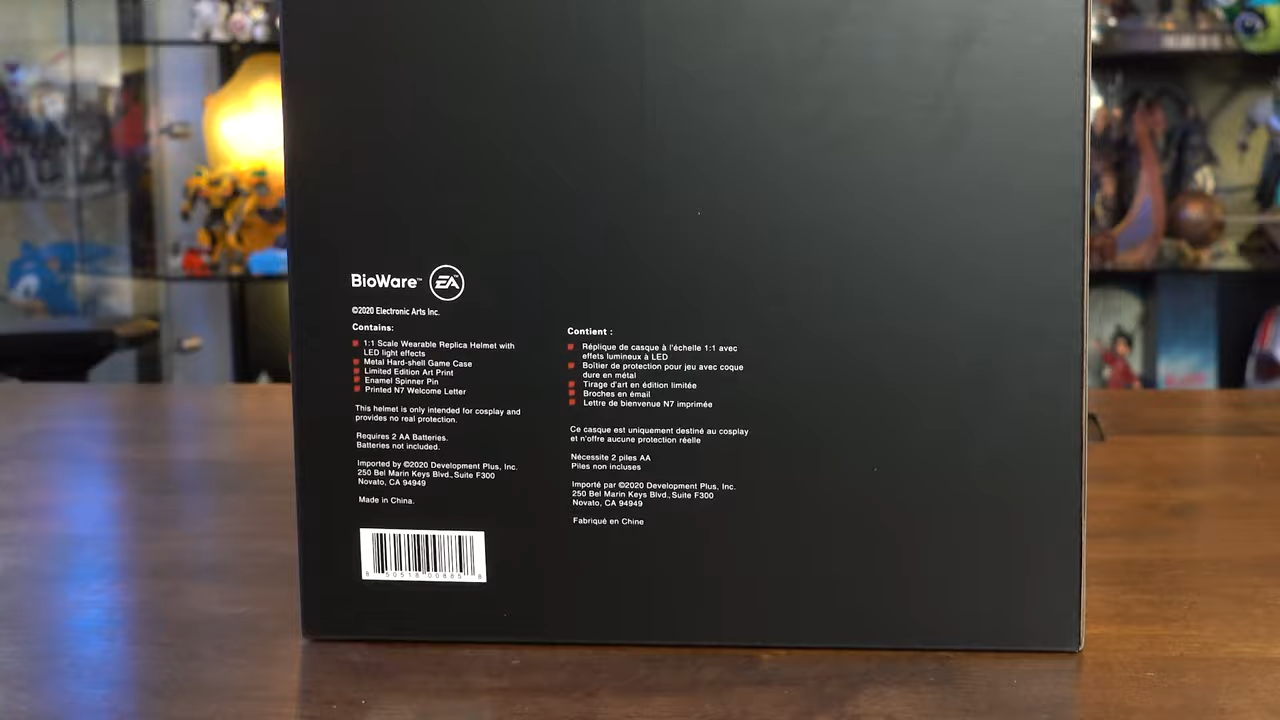 BioWare™ EA™
©2020 Electronic Arts Inc.
Contains:
1:1 Scale Wearable Replica Helmet with
LED light effects
Metal Hard-shell Game Case
Limited Edition Art Print
Enamel Spinner Pin
Printed N7 Welcome Letter
This helmet is only intended for cosplay and
provides no real protection.
Requires 2 AA Batteries.
Batteries not included.
Imported by ©2020 Development Plus, Inc.
250 Bel Marin Keys Blvd., Suite F300
Novato, CA 94949
Made in China.
8 50518 00885 8
Contient :
Réplique de casque à l'échelle 1:1 avec
effets lumineux à LED
Boîtier de protection pour jeu avec coque
dure en métal
Tirage d'art en édition limitée
Broches en émail
Lettre de bienvenue N7 imprimée
Ce casque est uniquement destiné au cosplay
et n'offre aucune protection réelle
Nécessite 2 piles AA
Piles non incluses
Importé par ©2020 Development Plus, Inc.
250 Bel Marin Keys Blvd., Suite F300
Novato, CA 94949
Fabriqué en Chine